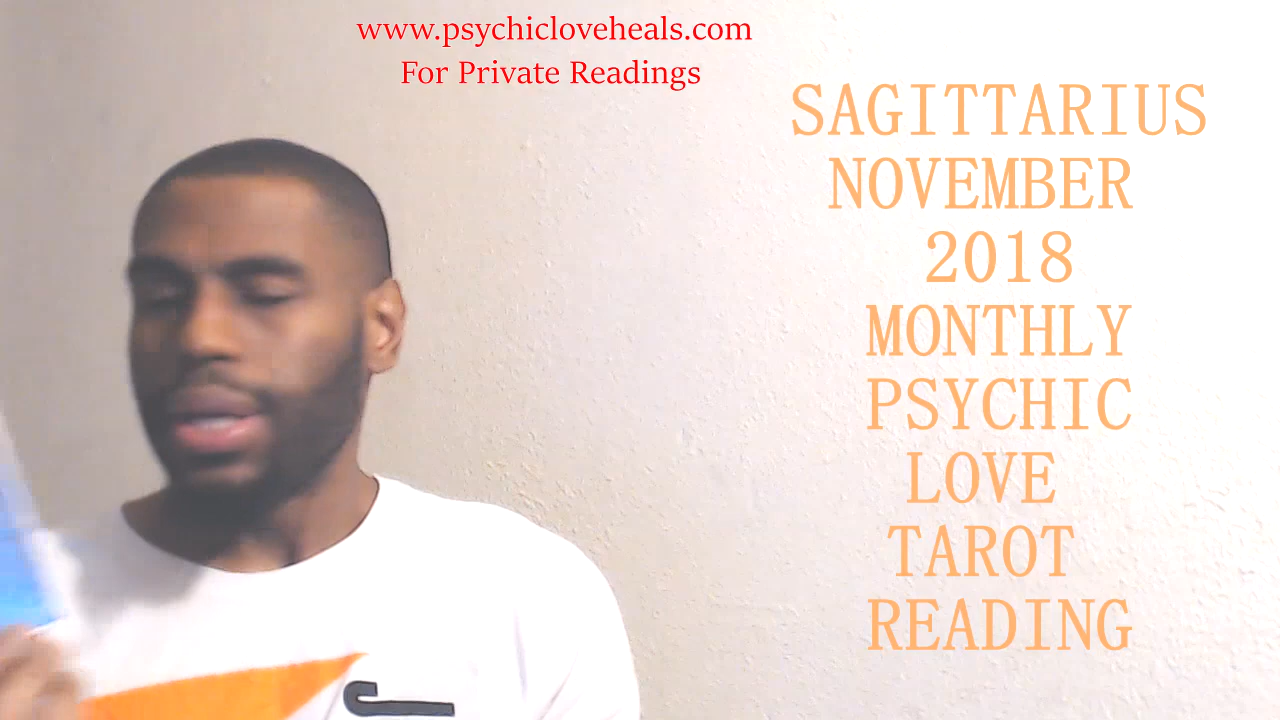 www.psychicloveheals.com
For Private Readings
SAGITTARIUS
NOVEMBER
2018
MONTHLY
PSYCHIC
LOVE
TAROT
READING